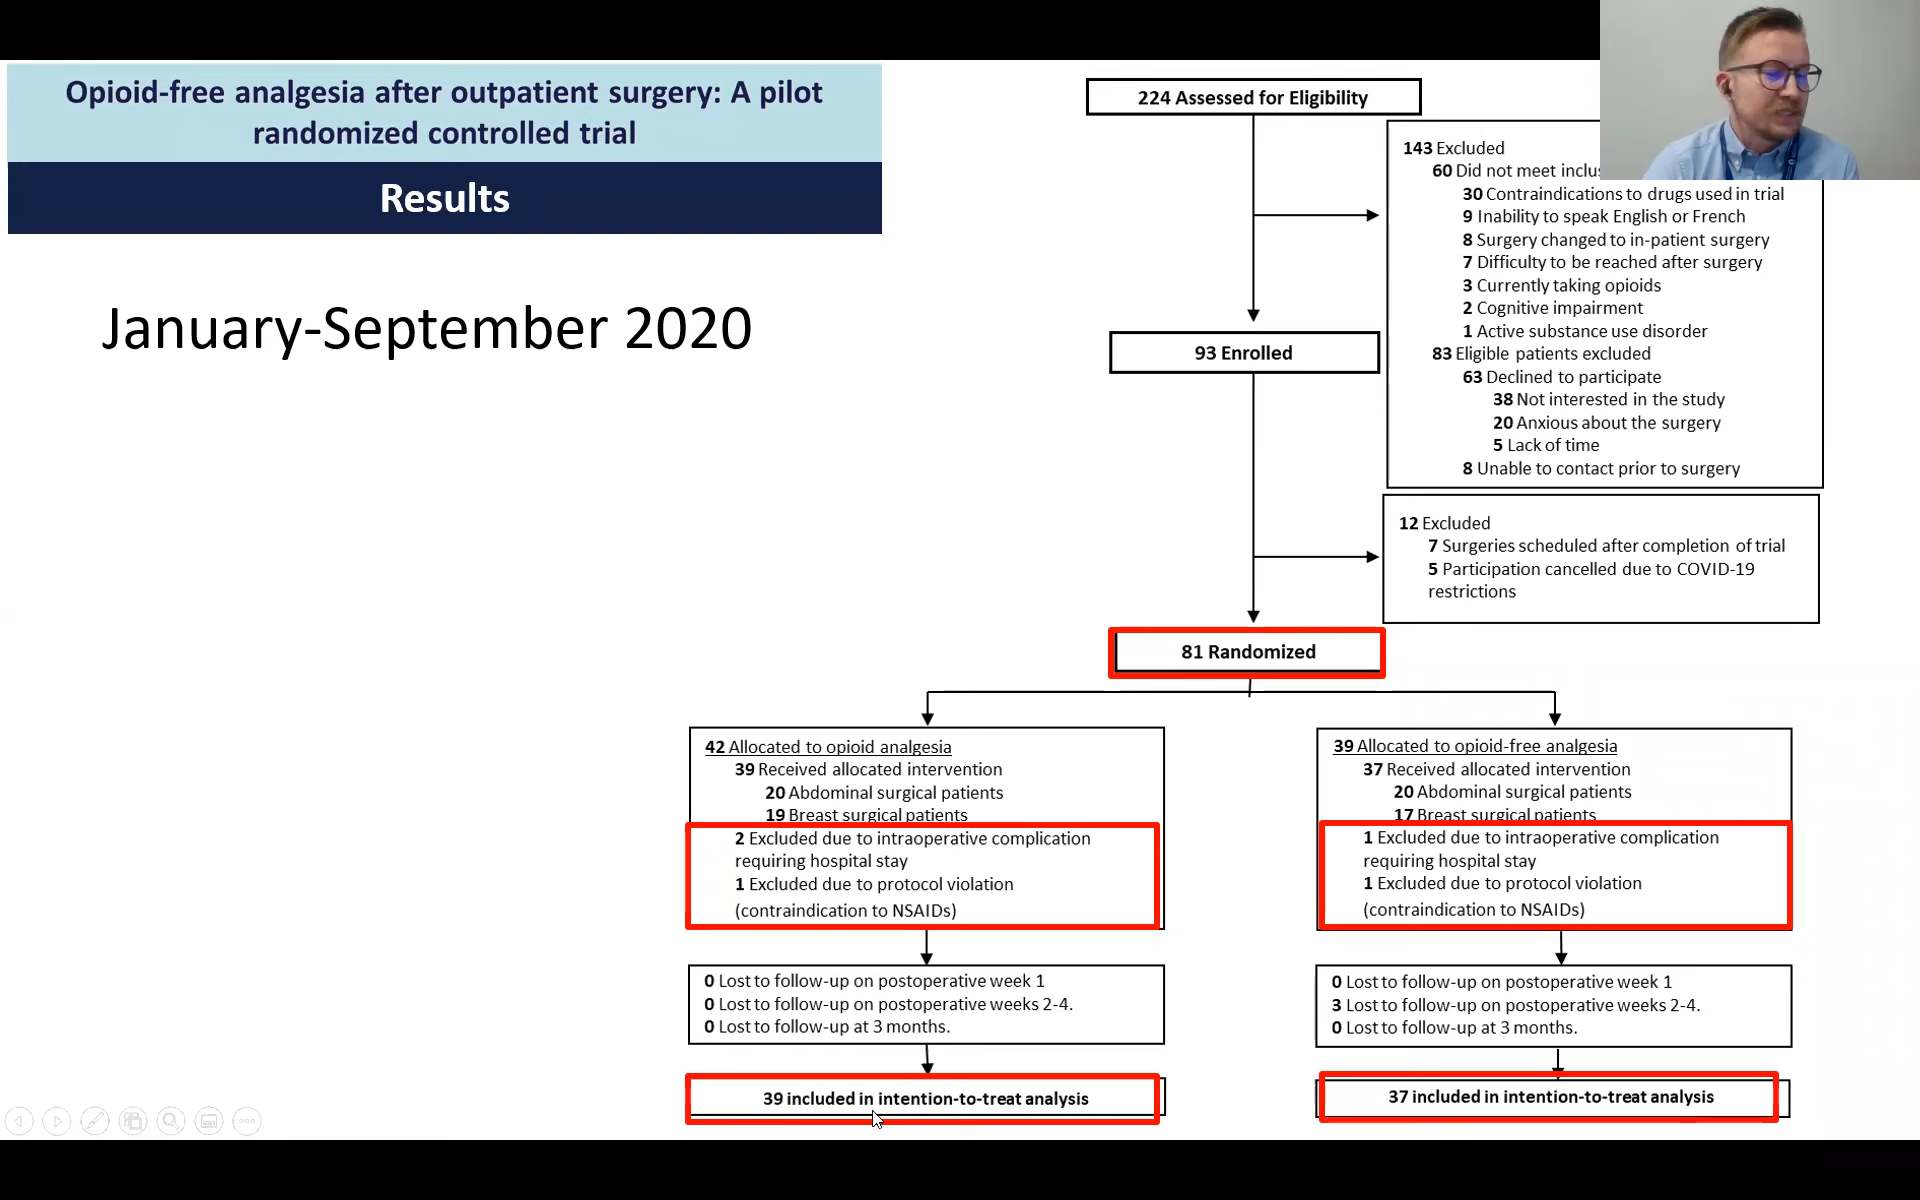 Opioid-free analgesia after outpatient surgery: A pilot
randomized controlled trial
Results
January-September 2020
224 Assessed for Eligibility
143 Excluded
60 Did not meet
30 Contraindications to drugs used in trial
9 Inability to speak English or French
8 Surgery changed to in-patient surgery
7 Difficulty to be reached after surgery
3 Currently taking opioids
2 Cognitive impairment
1 Active substance use disorder
83 Eligible patients excluded
63 Declined to participate
38 Not interested in the study
20 Anxious about the surgery
5 Lack of time
8 Unable to contact prior to surgery
93 Enrolled
12 Excluded
7 Surgeries scheduled after completion of trial
5 Participation cancelled due to COVID-19
restrictions
81 Randomized
42 Allocated to opioid analgesia
39 Received allocated intervention
20 Abdominal surgical patients
19 Breast surgical patients
2 Excluded due to intraoperative complication
requiring hospital stay
1 Excluded due to protocol violation
(contraindication to NSAIDs)
0 Lost to follow-up on postoperative week 1
0 Lost to follow-up on postoperative weeks 2-4.
0 Lost to follow-up at 3 months.
39 included in intention-to-treat analysis
39 Allocated to opioid-free analgesia
37 Received allocated intervention
20 Abdominal surgical patients
17 Breast surgical patients
1 Excluded due to intraoperative complication
requiring hospital stay
1 Excluded due to protocol violation
(contraindication to NSAIDs)
0 Lost to follow-up on postoperative week 1
3 Lost to follow-up on postoperative weeks 2-4.
0 Lost to follow-up at 3 months.
37 included in intention-to-treat analysis